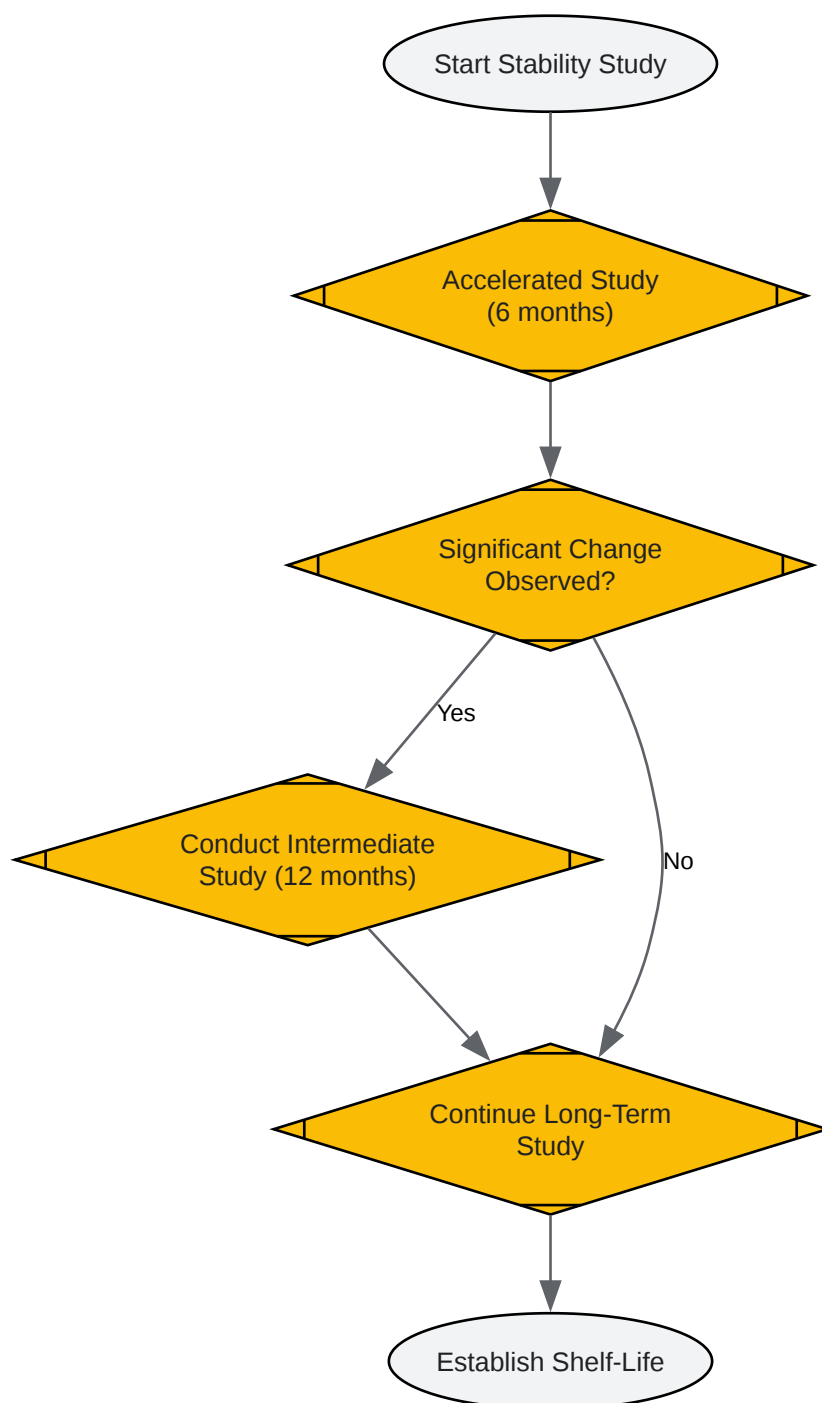 Start Stability Study
Accelerated Study
(6 months)
Significant Change
Observed?
Yes
Conduct Intermediate
Study (12 months)
No
Continue Long-Term
Study
Establish Shelf-Life